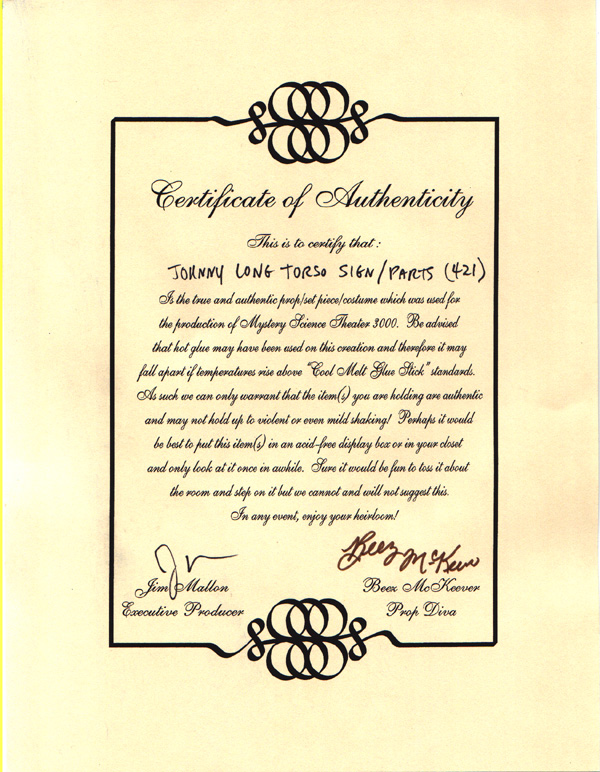 Certificate of Authenticity
This is to certify that:
JOHNNY LONG TORSO SIGN/PARTS (421)
Is the true and authentic prop/set piece/costume which was used for
the production of Mystery Science Theater 3000. Be advised
that hot glue may have been used on this creation and therefore it may
fall apart if temperatures rise above "Cool Melt Glue Stick" standards.
As such we can only warrant that the item(s) you are holding are authentic
and may not hold up to violent or even mild shaking! Perhaps it would
be best to put this item(s) in an acid-free display box or in your closet
and only look at it once in awhile. Sure it would be fun to toss it about
the room and step on it but we cannot and will not suggest this.
In any event, enjoy your heirloom!
Beez McKeever
Jim Mallon
Beez McKeever
Executive Producer
Prop Diva